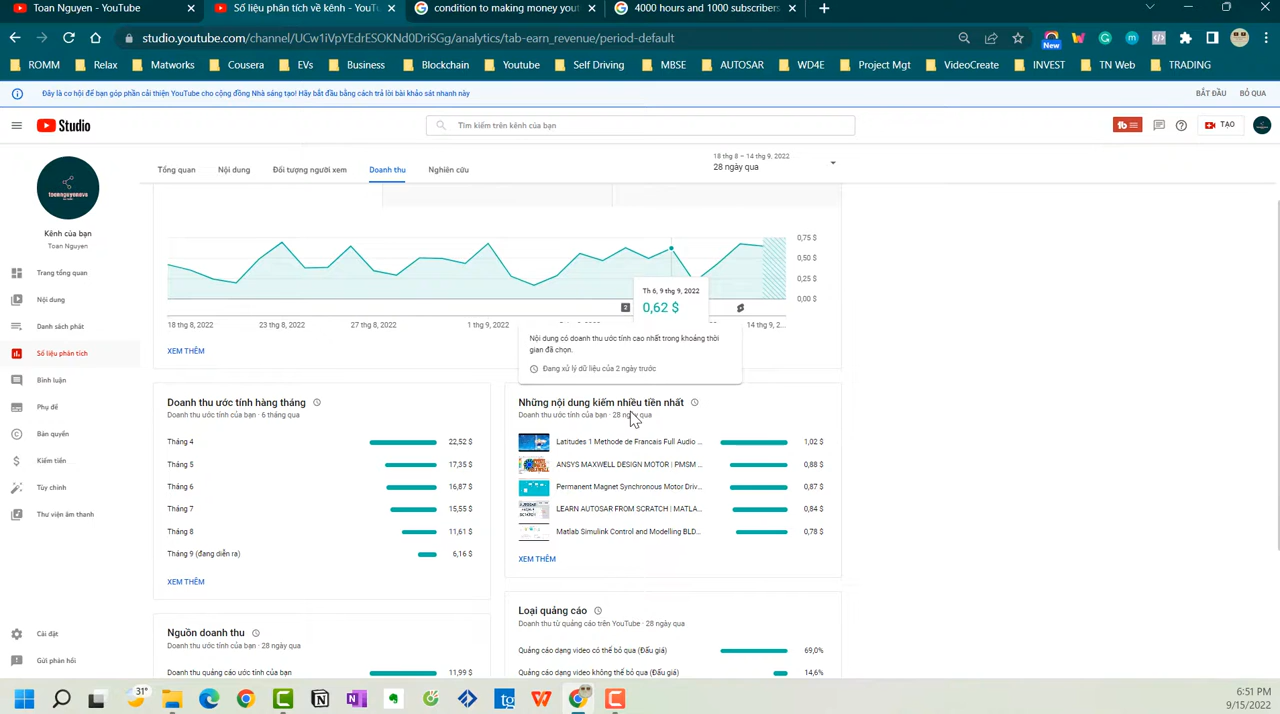 Toan Nguyen - YouTube
Số liệu phân tích về kênh - YouTu
condition to making money yout
4000 hours and 1000 subscribers
studio.youtube.com/channel/UCw1iVpYEdrESOKNd0DriSGg/analytics/tab-earn_revenue/period-default
New
ROMM
Relax
Matworks
Cousera
EVs
Business
Blockchain
Youtube
Self Driving
MBSE
AUTOSAR
WD4E
Project Mgt
VideoCreate
INVEST
TN Web
TRADING
Đây là cơ hội để bạn góp phần cải thiện YouTube cho cộng đồng Nhà sáng tạo! Hãy bắt đầu bằng cách trả lời bài khảo sát nhanh này
BẮT ĐẦU
BỎ QUA
Studio
Tìm kiếm trên kênh của bạn
TẠO
Tổng quan
Nội dung
Đối tượng người xem
Doanh thu
Nghiên cứu
18 thg 8 – 14 thg 9, 2022
28 ngày qua
toannguyenave
Kênh của bạn
Toan Nguyen
Trang tổng quan
Nội dung
Danh sách phát
Số liệu phân tích
Bình luận
Phụ đề
Bản quyền
Kiếm tiền
Tùy chỉnh
Thư viện âm thanh
Cài đặt
Gửi phản hồi
0,75 $
0,50 $
0,25 $
0,00 $
Th 6, 9 thg 9, 2022
0,62 $
2
18 thg 8, 2022
23 thg 8, 2022
27 thg 8, 2022
1 thg 9, 2022
14 thg 9, 2...
Nội dung có doanh thu ước tính cao nhất trong khoảng thời
gian đã chọn.
Đang xử lý dữ liệu của 2 ngày trước
XEM THÊM
Doanh thu ước tính hàng tháng
Doanh thu ước tính của bạn · 6 tháng qua
Tháng 4 22,52 $
Tháng 5 17,35 $
Tháng 6 16,87 $
Tháng 7 15,55 $
Tháng 8 11,61 $
Tháng 9 (đang diễn ra) 6,16 $
XEM THÊM
Những nội dung kiếm nhiều tiền nhất
Doanh thu ước tính của bạn · 28 ngày qua
Latitudes 1 Methode de Francais Full Audio ... 1,02 $
ANSYS MAXWELL DESIGN MOTOR | PMSM ... 0,88 $
Permanent Magnet Synchronous Motor Driv... 0,87 $
LEARN AUTOSAR FROM SCRATCH | MATLA... 0,84 $
Matlab Simulink Control and Modelling BLD... 0,78 $
XEM THÊM
Nguồn doanh thu
Doanh thu ước tính của bạn · 28 ngày qua
Doanh thu quảng cáo ước tính của bạn 11,99 $
Loại quảng cáo
Doanh thu từ quảng cáo trên YouTube · 28 ngày qua
Quảng cáo dạng video có thể bỏ qua (Đấu giá) 69,0%
Quảng cáo dạng video không thể bỏ qua (Đấu giá) 14,6%
31°
6:51 PM
9/15/2022